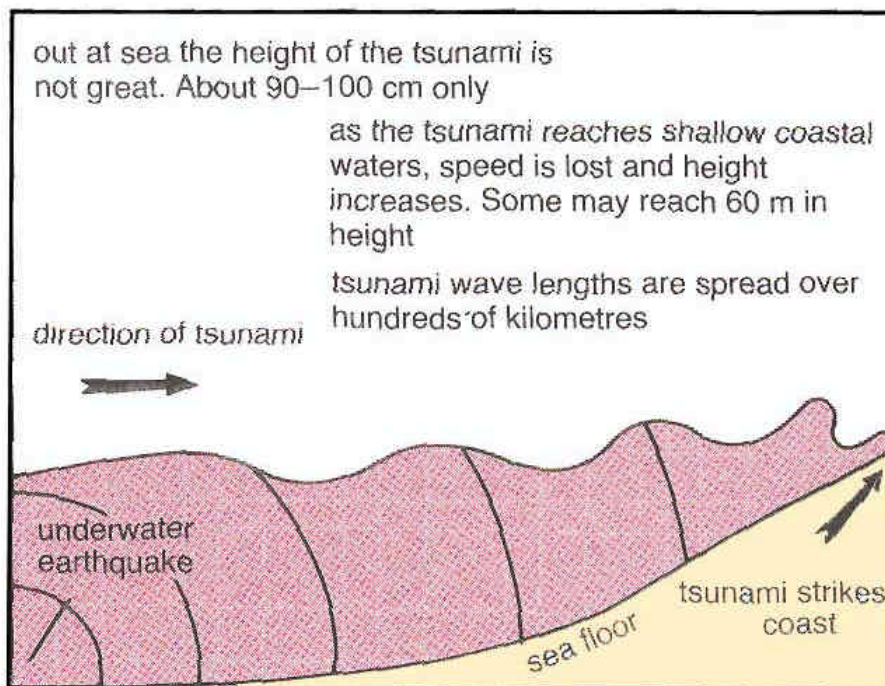 out at sea the height of the tsunami is
not great. About 90–100 cm only
as the tsunami reaches shallow coastal
waters, speed is lost and height
increases. Some may reach 60 m in
height
tsunami wave lengths are spread over
hundreds of kilometres
direction of tsunami
underwater
earthquake
sea floor
tsunami strikes
coast